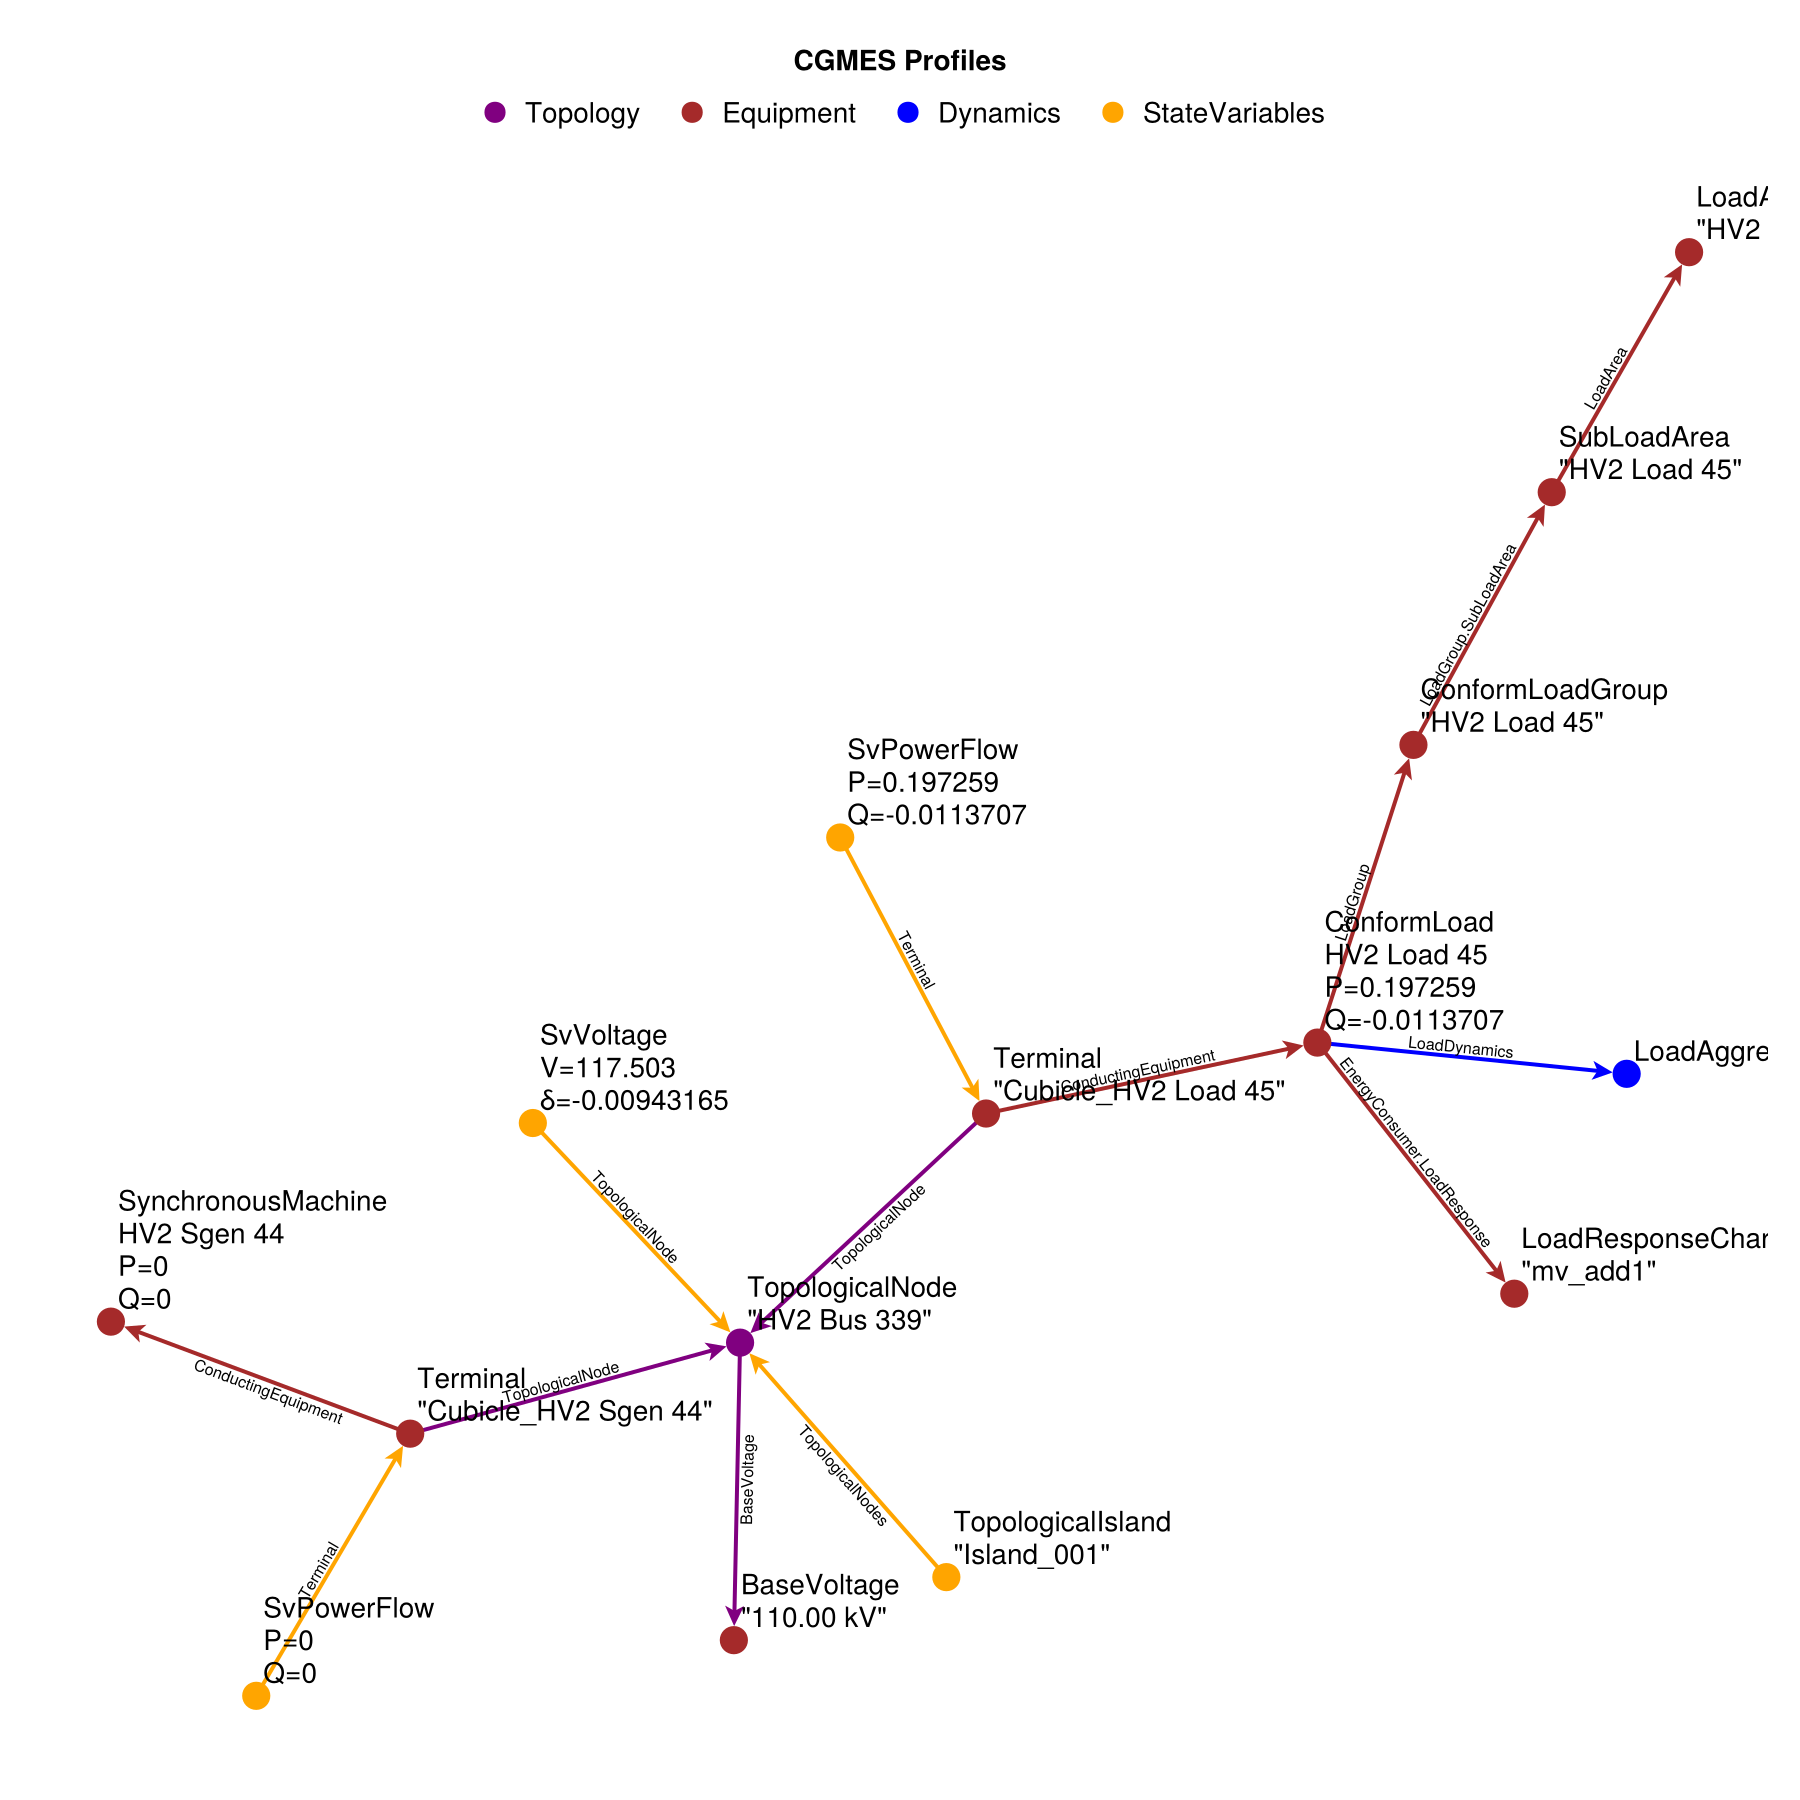 CGMES Profiles
Topology
Equipment
Dynamics
StateVariables
LoadA
"HV2
LoadArea
SubLoadArea
"HV2 Load 45"
LoadGroup.SubLoadArea
ConformLoadGroup
"HV2 Load 45"
SvPowerFlow
P=0.197259
Q=-0.0113707
LoadGroup
ConformLoad
HV2 Load 45
P=0.197259
Q=-0.0113707
Terminal
SvVoltage
V=117.503
δ=-0.00943165
Terminal
"Cubicle_HV2 Load 45"
ConductingEquipment
LoadDynamics
LoadAggre
EnergyConsumer.LoadResponse
LoadResponseChar
"mv_add1"
TopologicalNode
TopologicalNode
SynchronousMachine
HV2 Sgen 44
P=0
Q=0
TopologicalNode
"HV2 Bus 339"
ConductingEquipment
Terminal
"Cubicle_HV2 Sgen 44"
TopologicalNode
BaseVoltage
TopologicalNodes
TopologicalIsland
"Island_001"
Terminal
SvPowerFlow
P=0
Q=0
BaseVoltage
"110.00 kV"